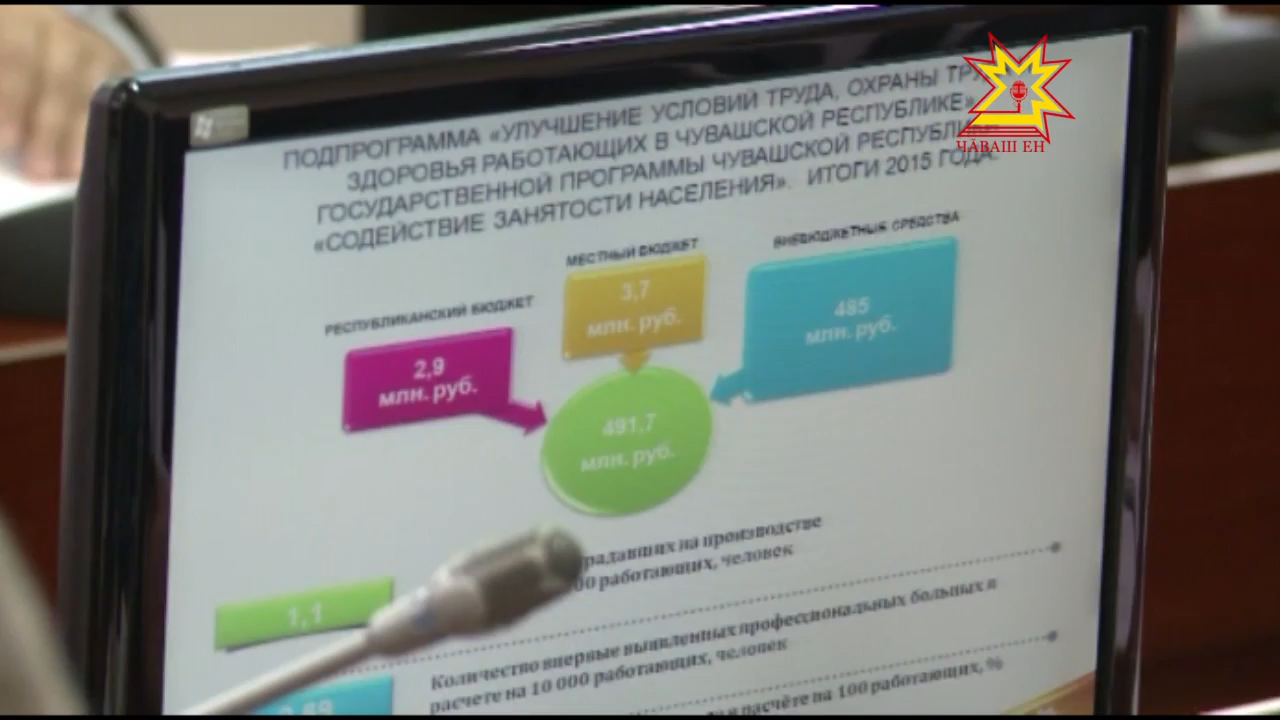 ПОДПРОГРАММА «УЛУЧШЕНИЕ УСЛОВИЙ ТРУДА, ОХРАНЫ
ЗДОРОВЬЯ РАБОТАЮЩИХ В ЧУВАШСКОЙ РЕСПУБЛИКЕ»
ГОСУДАРСТВЕННОЙ ПРОГРАММЫ ЧУВАШСКОЙ
«СОДЕЙСТВИЕ ЗАНЯТОСТИ НАСЕЛЕНИЯ». ИТОГИ 2015 ГОДА.
ЧӐВАШ ЕН
РЕСПУБЛИКАНСКИЙ БЮДЖЕТ
МЕСТНЫЙ БЮДЖЕТ
ВНЕБЮДЖЕТНЫЕ СРЕДСТВА
2,9
млн. руб.
3,7
млн. руб.
485
млн. руб.
491,7
млн. руб.
1,1
на производстве
работающих, человек
Количество впервые выявленных профессиональных больных в
расчете на 10 000 работающих, человек
в расчёте на 100 работающих, %